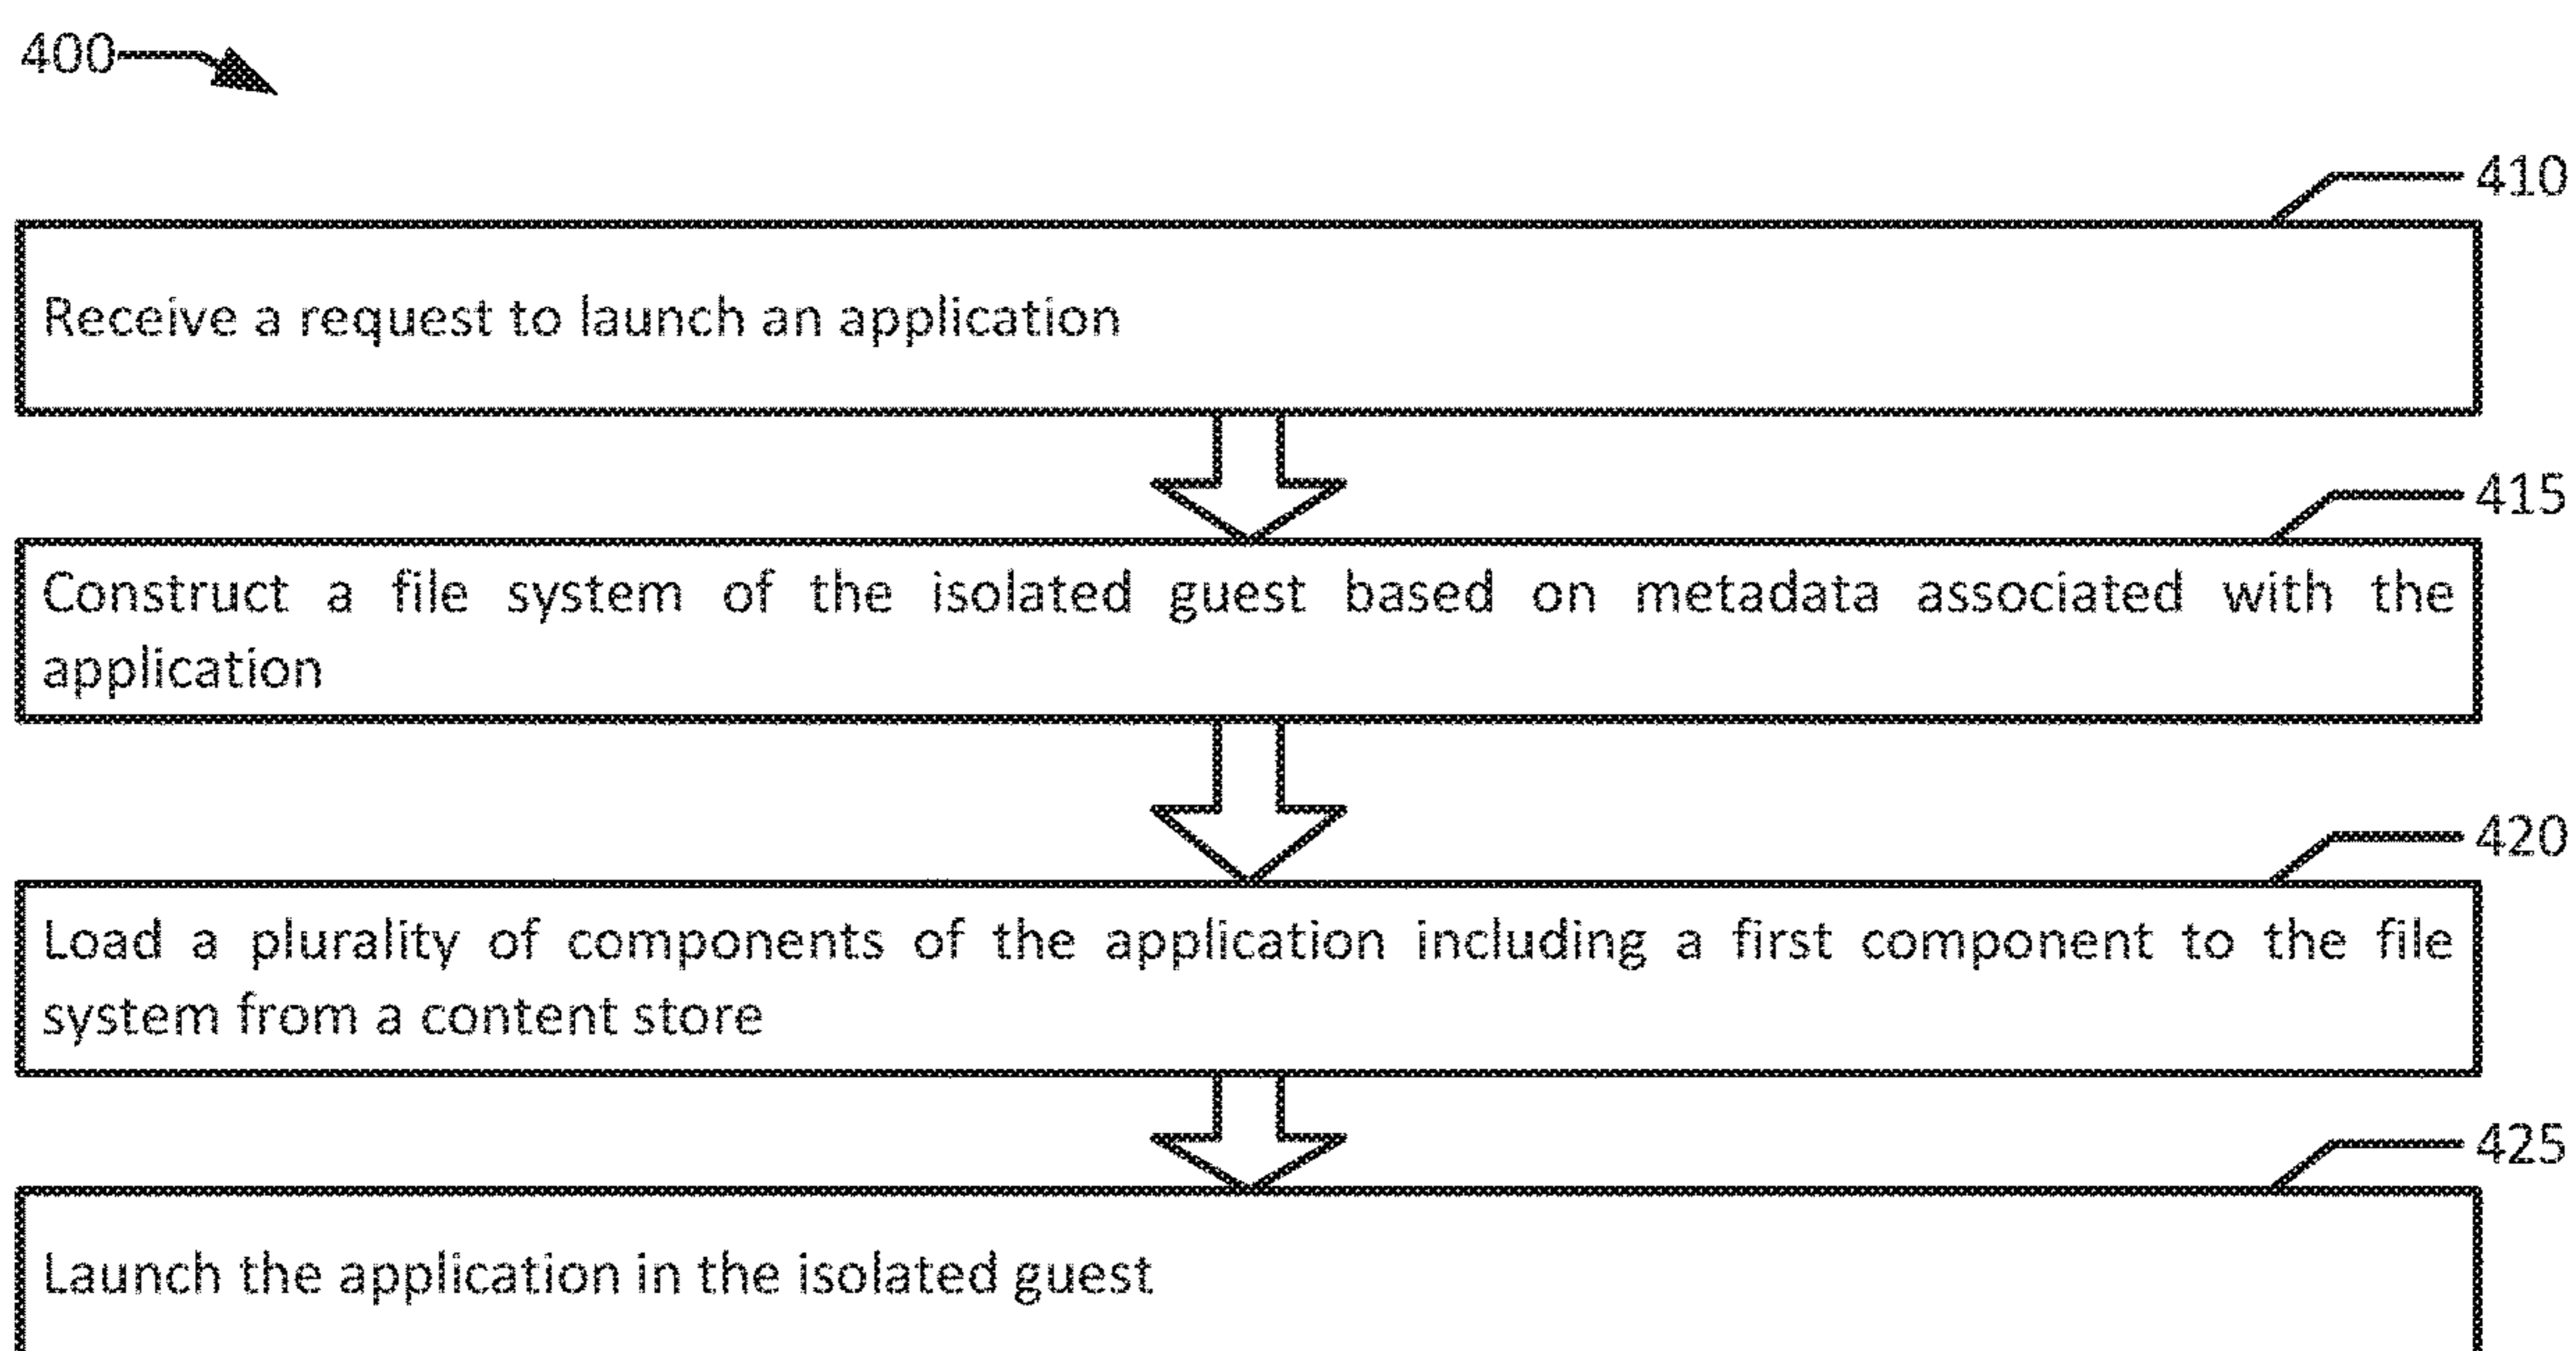 400
410
Receive a request to launch an application
415
Construct a file system of the isolated guest based on metadata associated with the
application
420
Load a plurality of components of the application including a first component to the file
system from a content store
425
Launch the application in the isolated guest